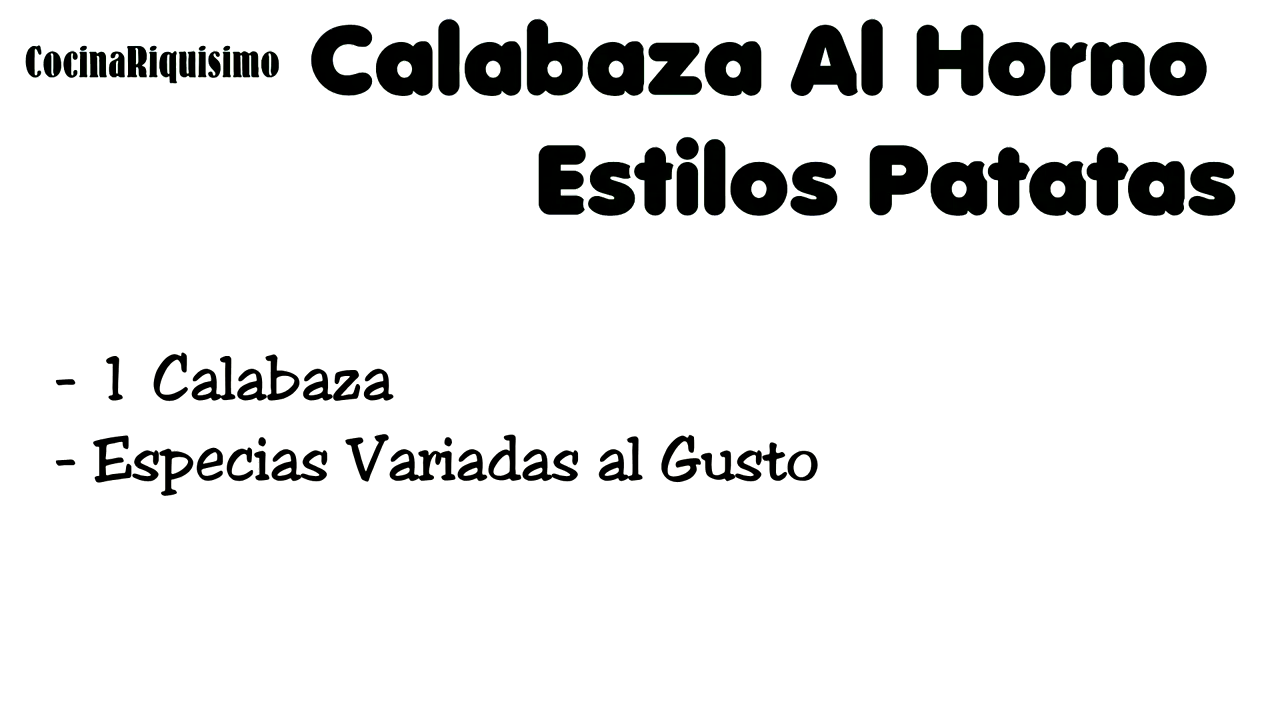 CocinaRiquisimo
Calabaza Al Horno
Estilos Patatas
- 1 Calabaza
- Especias Variadas al Gusto